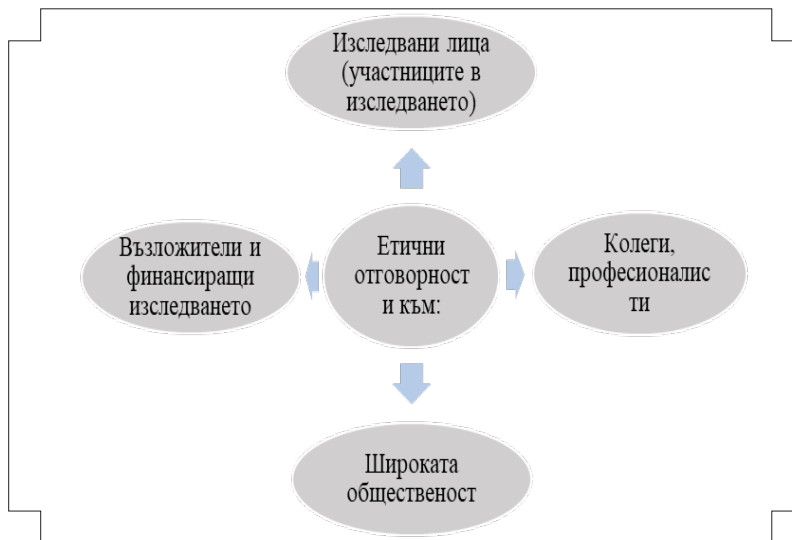 Изследвани лица
(участниците в
изследването)
Възложители и
финансиращи
изследването
Етични
отговорност
и към:
Колеги,
професионалис
ти
Широката
общественост